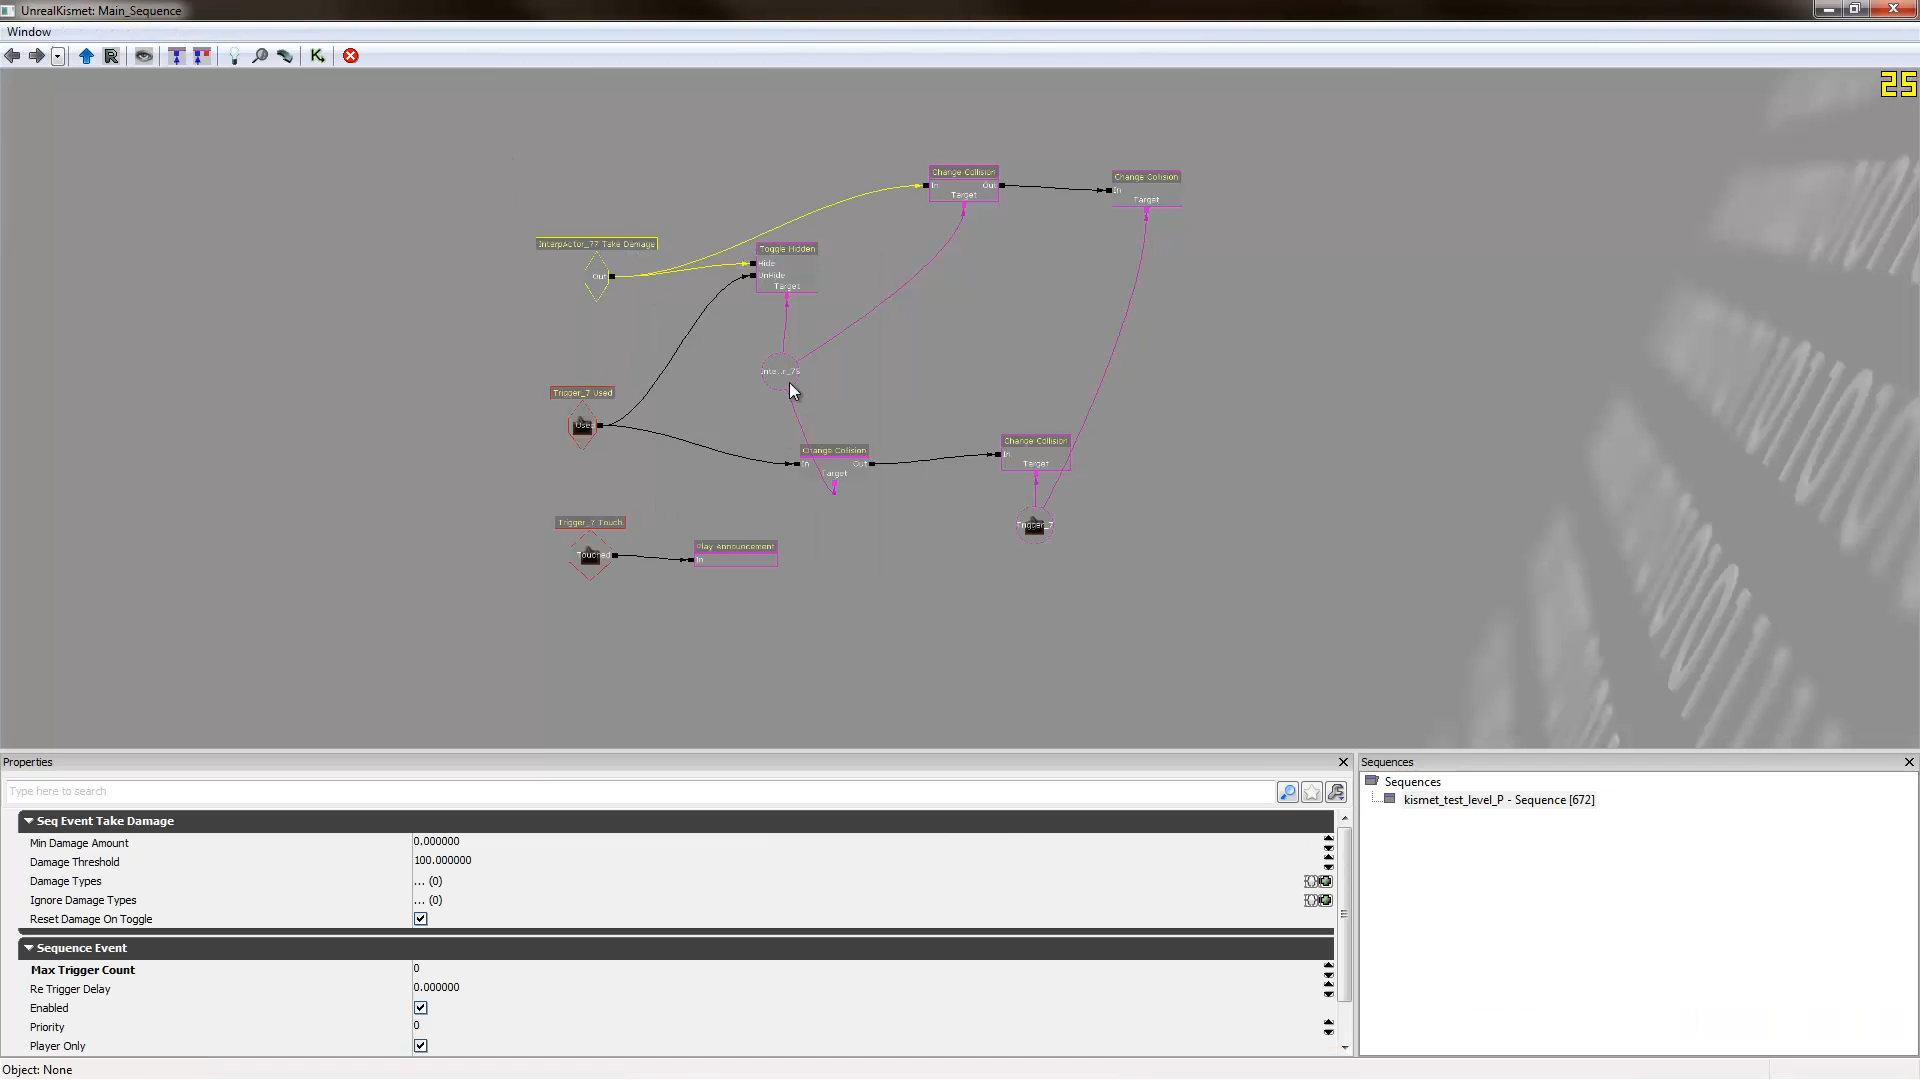 UnrealKismet: Main_Sequence
Window
R
K
25
Change Collision
In
Out
Target
Change Collision
In
Target
InterpActor_?? Take Damage
Out
Toggle Hidden
Hide
UnHide
Target
Inte...r_75
Trigger_7 Used
Used
Change Collision
In
Out
Target
Change Collision
In
Target
Trigger_7
Trigger_7 Touch
Touched
Play Announcement
In
Properties
Type here to search
Seq Event Take Damage
Min Damage Amount
0.000000
Damage Threshold
100.000000
Damage Types
... (0)
Ignore Damage Types
... (0)
Reset Damage On Toggle
Sequence Event
Max Trigger Count
0
Re Trigger Delay
0.000000
Enabled
Priority
0
Player Only
Sequences
Sequences
kismet_test_level_P - Sequence [672]
Object: None